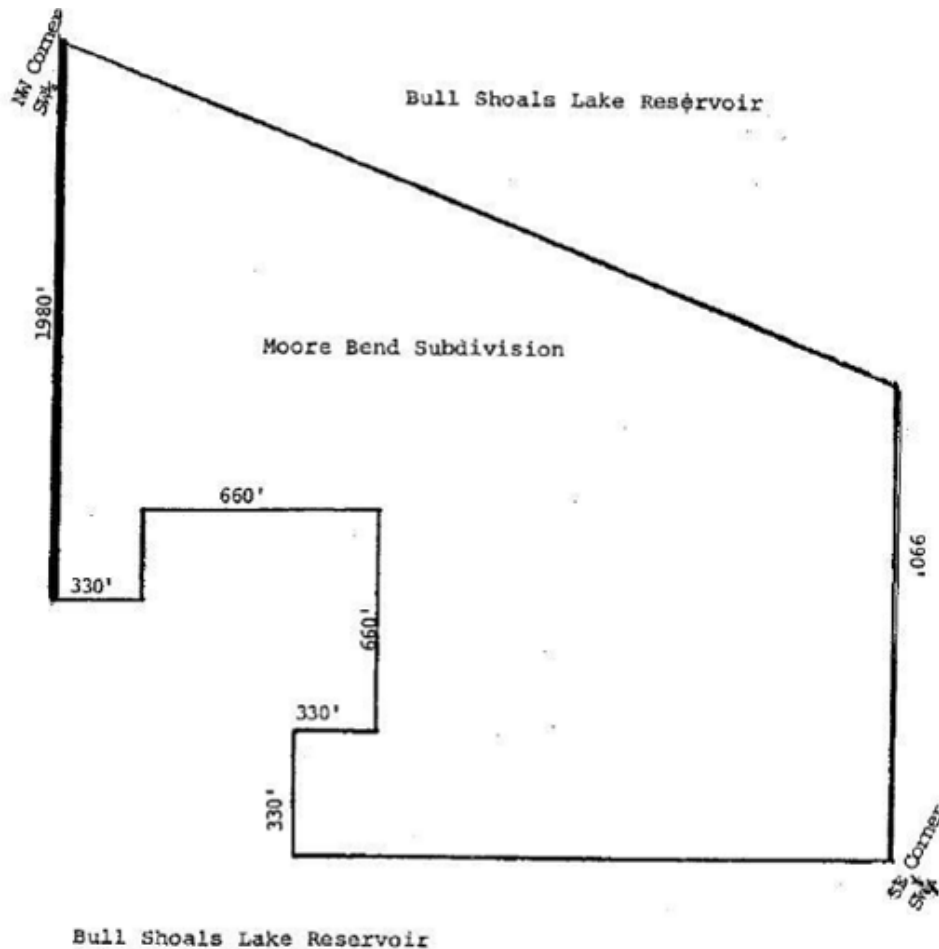 NW Corner
SW¼
Bull Shoals Lake Reservoir
1980'
Moore Bend Subdivision
660'
330'
990'
660'
330'
330'
SE Corner
SW¼
Bull Shoals Lake Reservoir